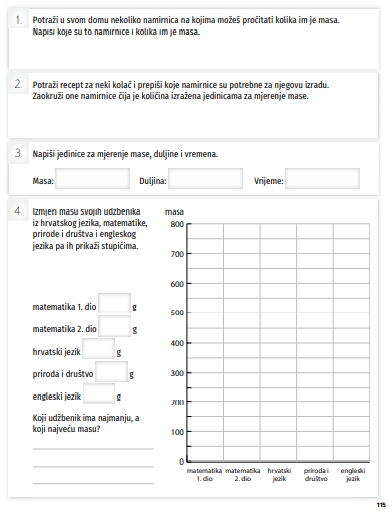 1.
Potraži u svom domu nekoliko namirnica na kojima možeš pročitati kolika im je masa.
Napiši koje su to namirnice i kolika im je masa.
2.
Potraži recept za neki kolač i prepiši koje namirnice su potrebne za njegovu izradu.
Zaokruži one namirnice čija je količina izražena jedinicama za mjerenje mase.
3.
Napiši jedinice za mjerenje mase, duljine i vremena.
Masa: Duljina: Vrijeme:
4.
Izmjeri masu svojih udžbenika
iz hrvatskog jezika, matematike,
prirode i društva i engleskog
jezika pa ih prikaži stupićima.
matematika 1. dio g
matematika 2. dio g
hrvatski jezik g
priroda i društvo g
engleski jezik g
Koji udžbenik ima najmanju, a
koji najveću masu?
masa
800
700
600
500
400
300
200
100
0
matematika matematika hrvatski priroda i engleski
1. dio 2. dio jezik društvo jezik
115